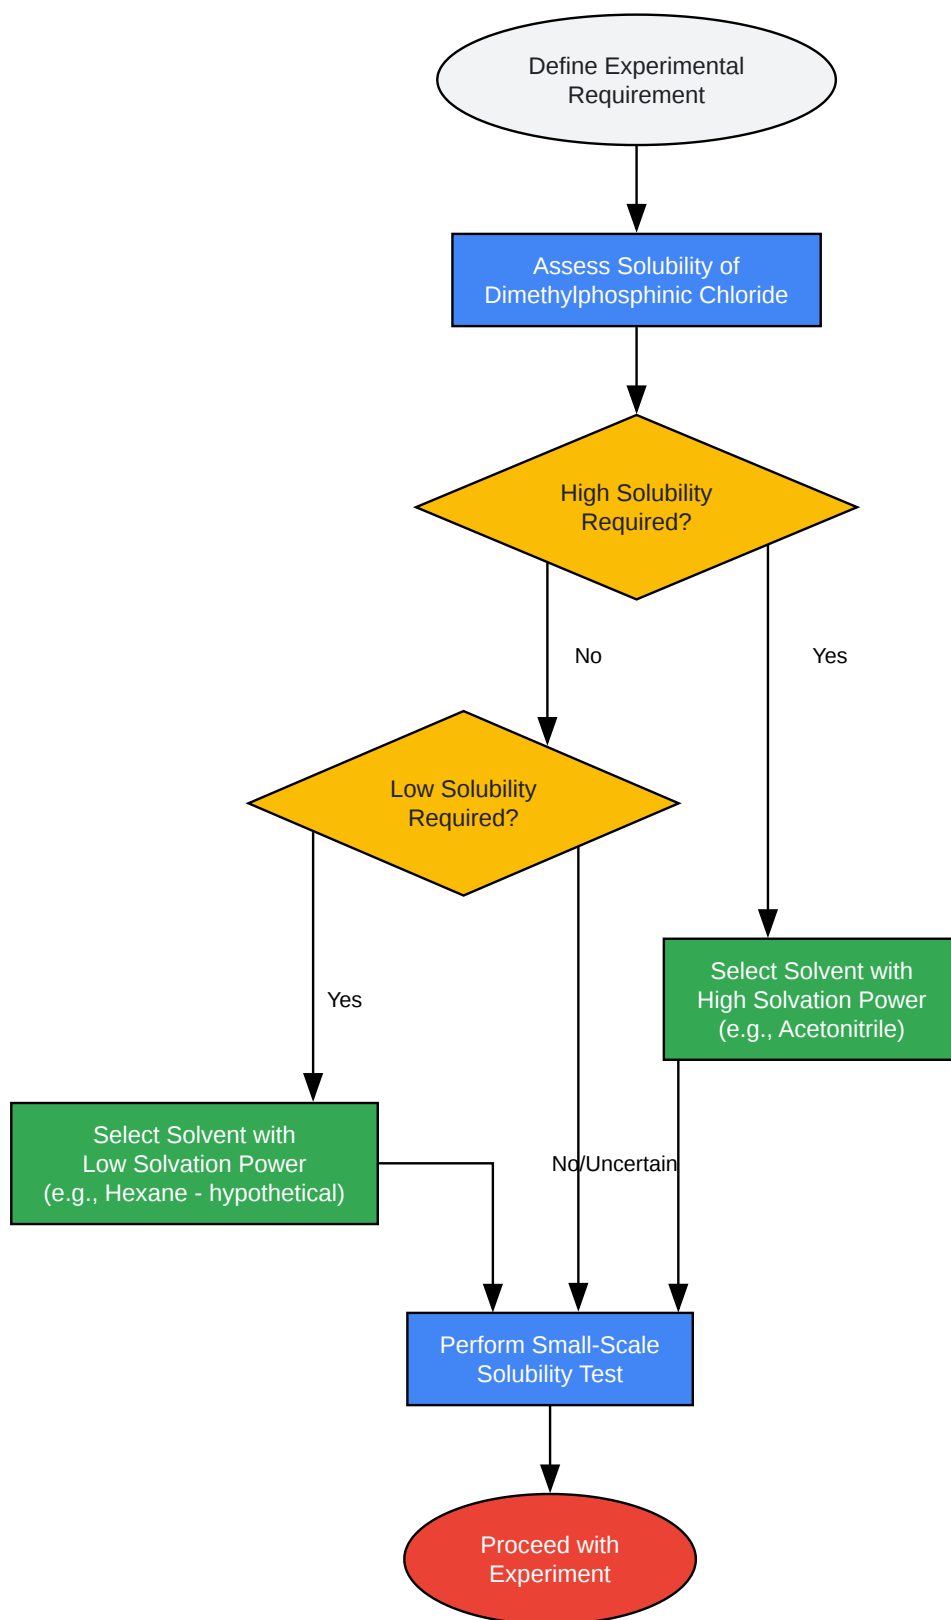 Define Experimental
Requirement
Assess Solubility of
Dimethylphosphinic Chloride
High Solubility
Required?
No
Yes
Low Solubility
Required?
Select Solvent with
High Solvation Power
(e.g., Acetonitrile)
Yes
Select Solvent with
Low Solvation Power
(e.g., Hexane - hypothetical)
No/Uncertain
Perform Small-Scale
Solubility Test
Proceed with
Experiment